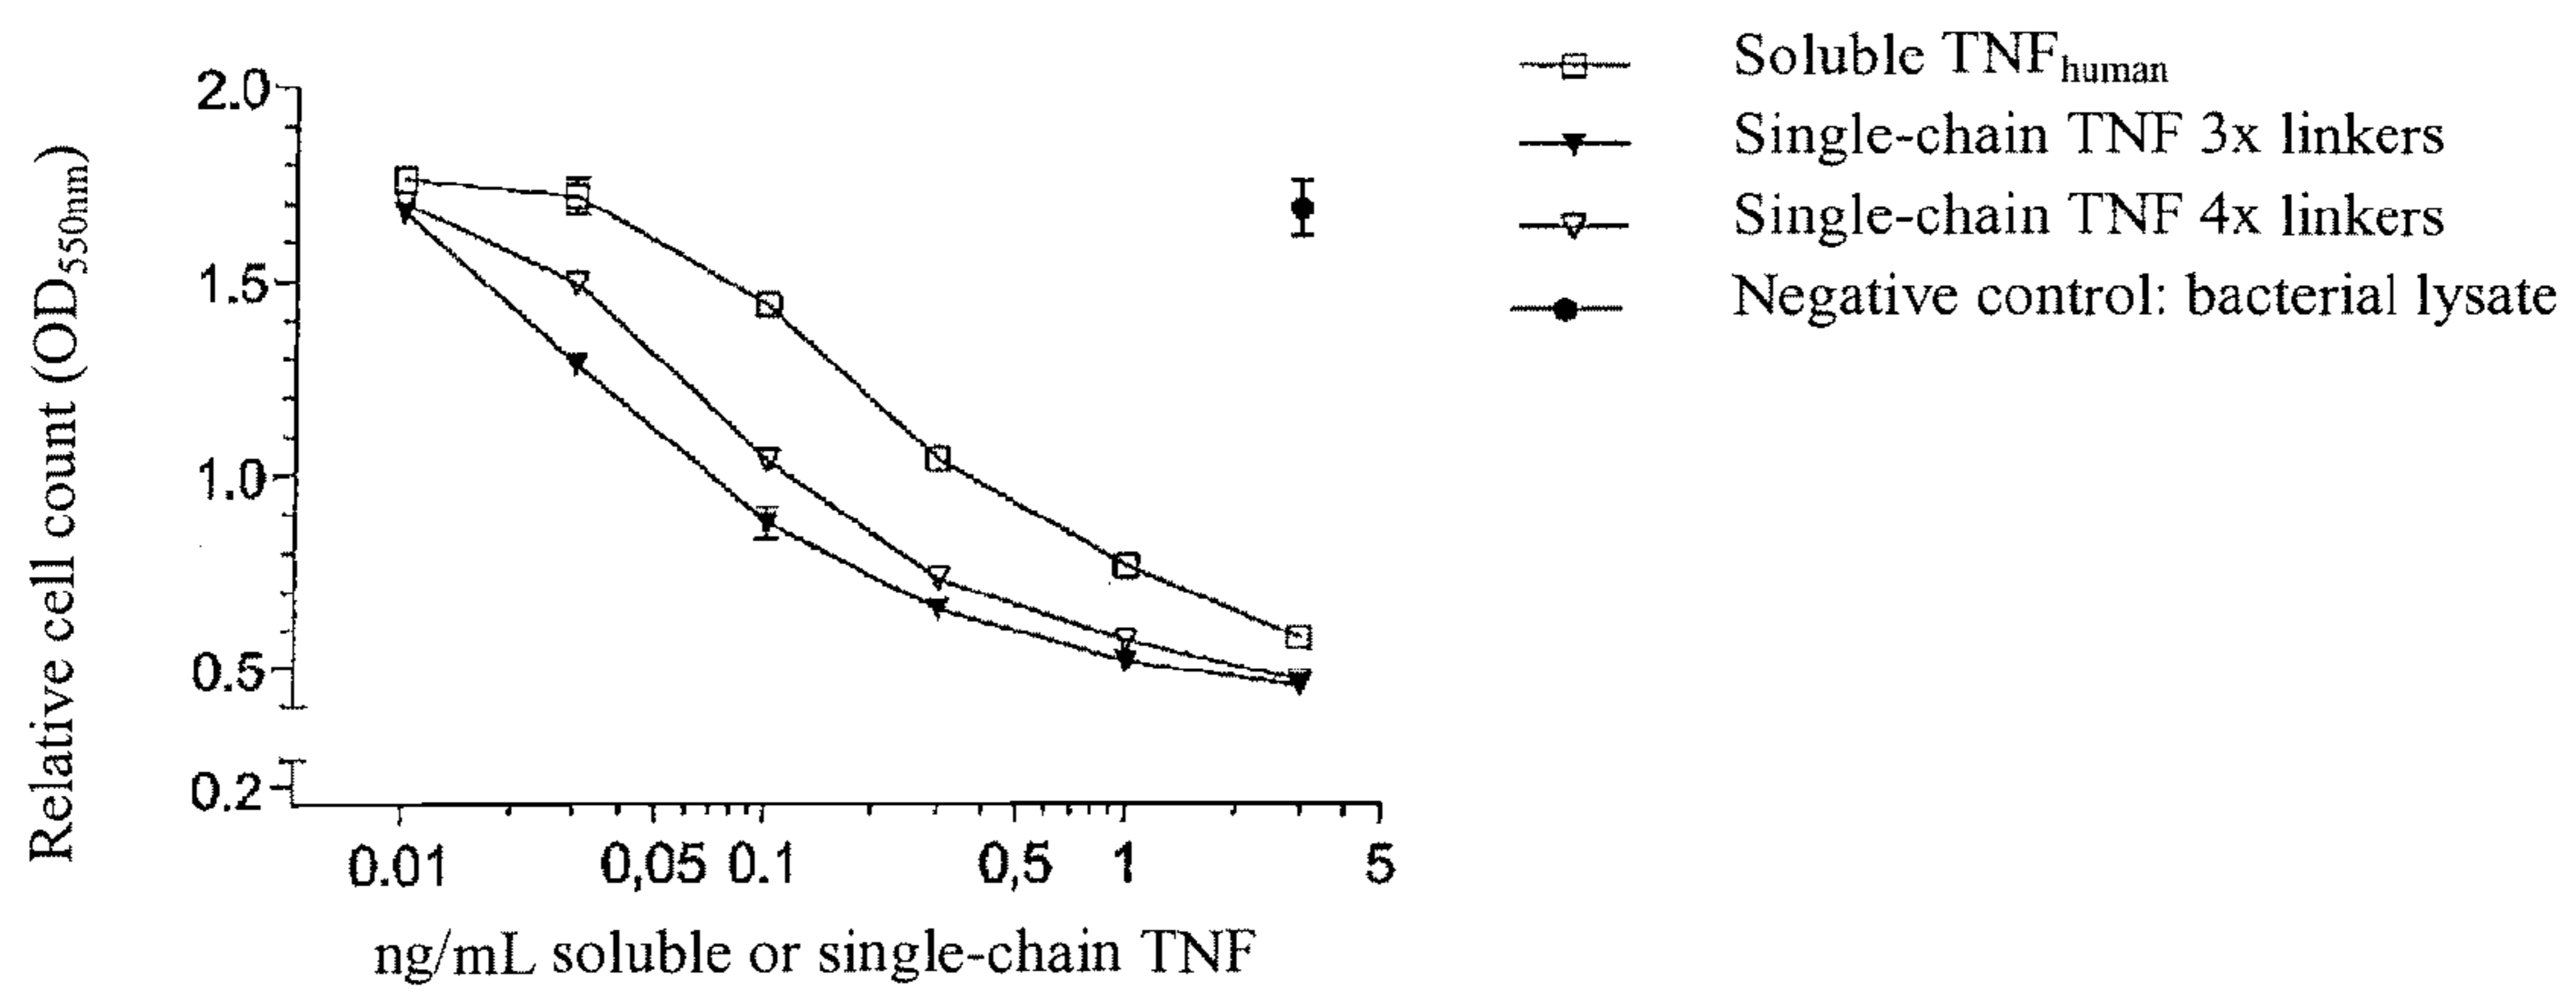 Relative cell count (OD550nm)
2.0
1.5
1.0
0.5
0.2
0.01 0,05 0.1 0,5 1 5
ng/mL soluble or single-chain TNF
Soluble TNFhuman
Single-chain TNF 3x linkers
Single-chain TNF 4x linkers
Negative control: bacterial lysate